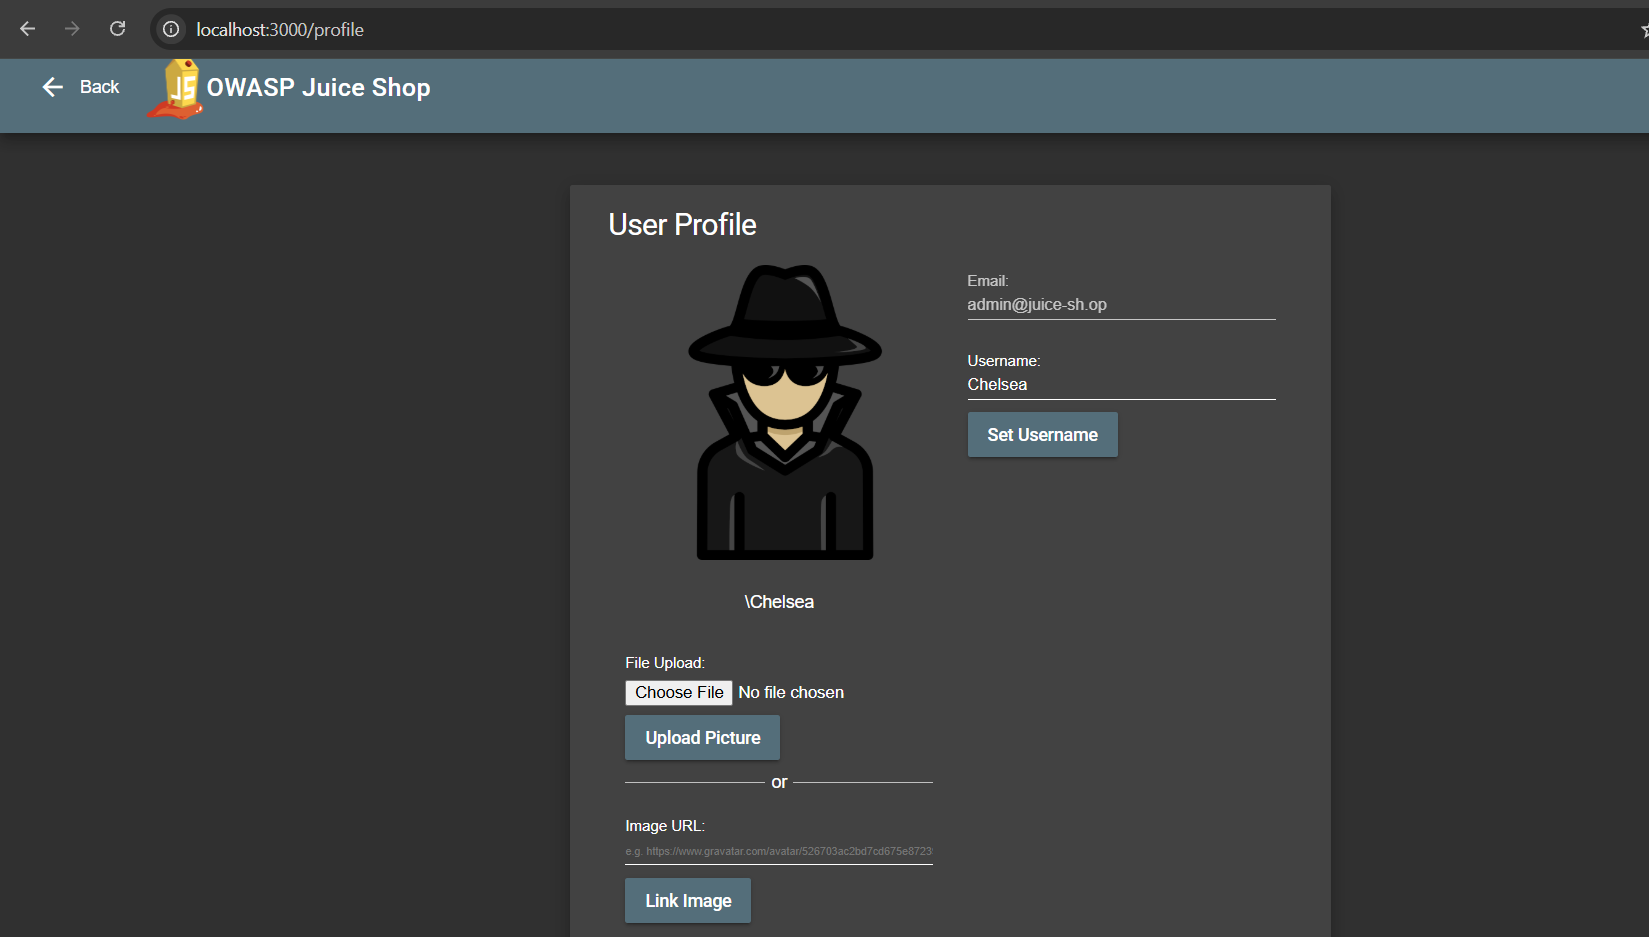 localhost:3000/profile
Back
JS
OWASP Juice Shop
User Profile
Email:
admin@juice-sh.op
Username:
Chelsea
Set Username
\Chelsea
File Upload:
Choose File No file chosen
Upload Picture
or
Image URL:
e.g. https://www.gravatar.com/avatar/526703ac2bd7cd675e8723
Link Image